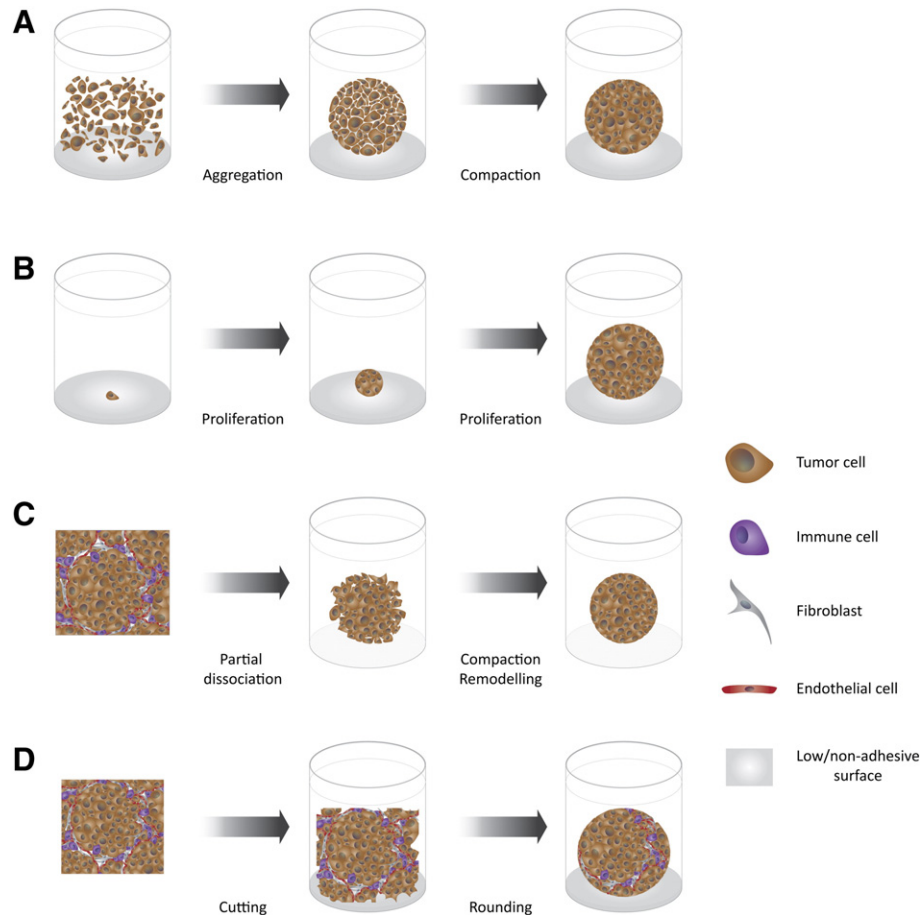 A
Aggregation
Compaction
B
Proliferation
Proliferation
Tumor cell
C
Immune cell
Fibroblast
Partial
dissociation
Compaction
Remodelling
Endothelial cell
D
Low/non-adhesive
surface
Cutting
Rounding